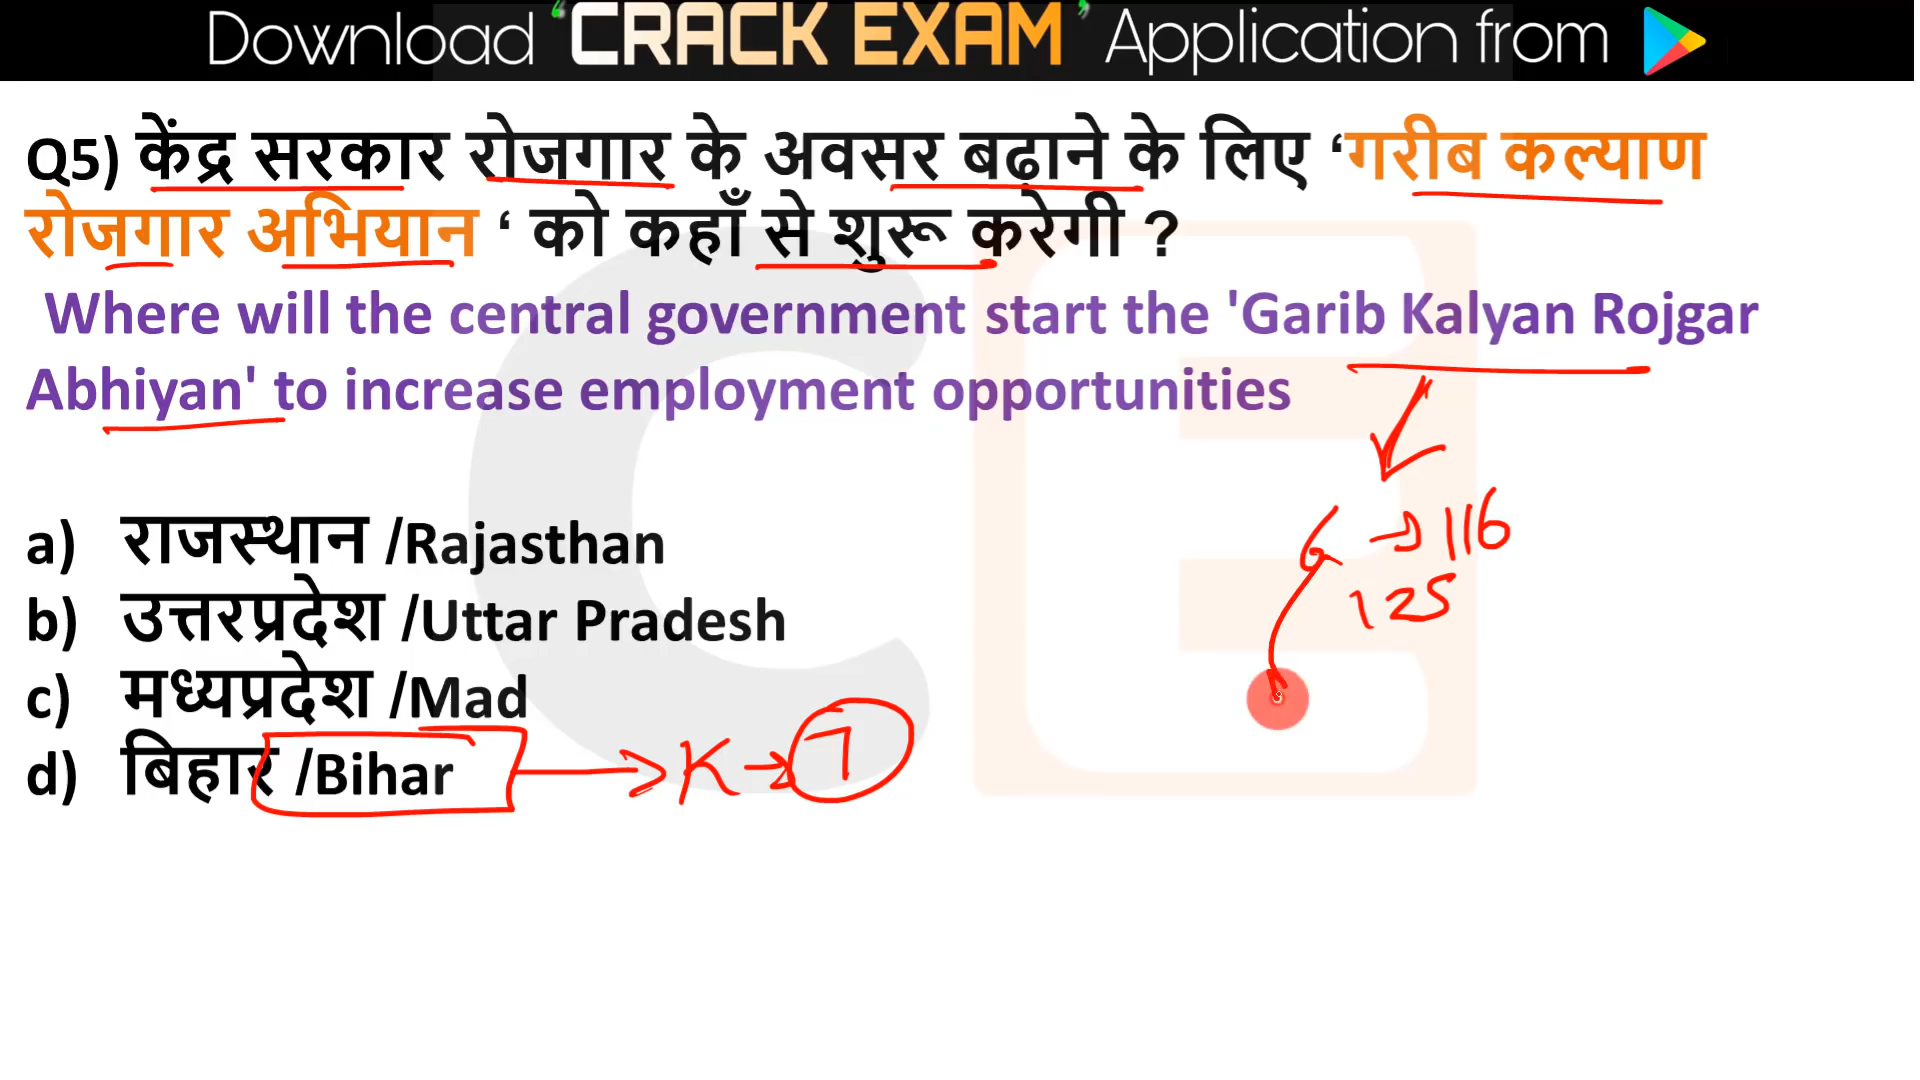 Download ‘CRACK EXAM’ Application from
Q5) केंद्र सरकार रोजगार के अवसर बढ़ाने के लिए ‘गरीब कल्याण
रोजगार अभियान ‘ को कहाँ से शुरू करेगी ?
Where will the central government start the 'Garib Kalyan Rojgar
Abhiyan' to increase employment opportunities
6 → 116
125
a) राजस्थान /Rajasthan
b) उत्तरप्रदेश /Uttar Pradesh
c) मध्यप्रदेश /Mad
d) बिहार /Bihar → K → 7